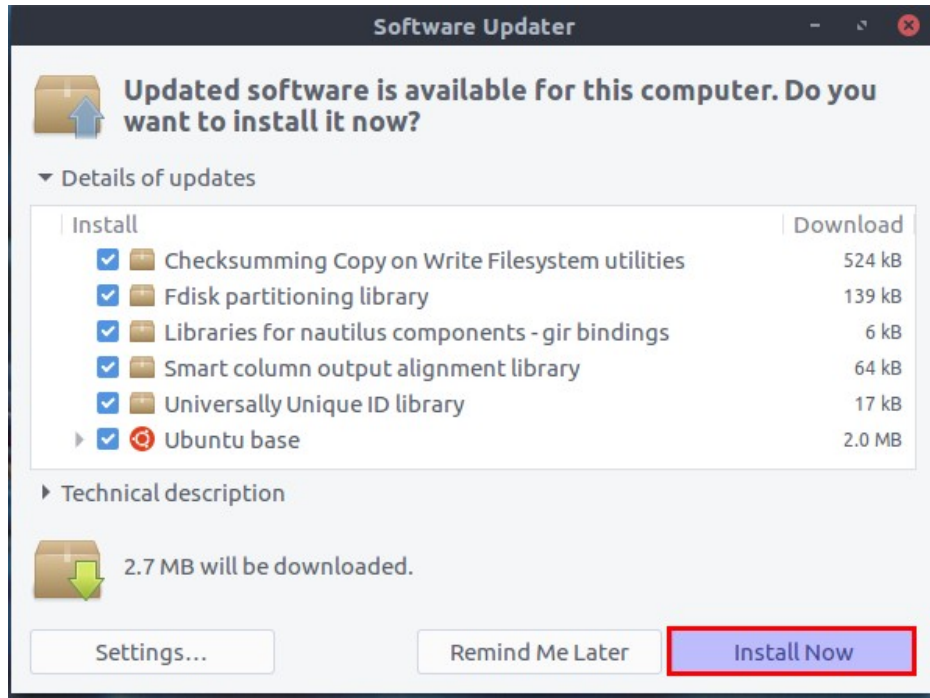 Software Updater
Updated software is available for this computer. Do you
want to install it now?
Details of updates
Install Download
Checksumming Copy on Write Filesystem utilities 524 kB
Fdisk partitioning library 139 kB
Libraries for nautilus components - gir bindings 6 kB
Smart column output alignment library 64 kB
Universally Unique ID library 17 kB
Ubuntu base 2.0 MB
Technical description
2.7 MB will be downloaded.
Settings... Remind Me Later Install Now